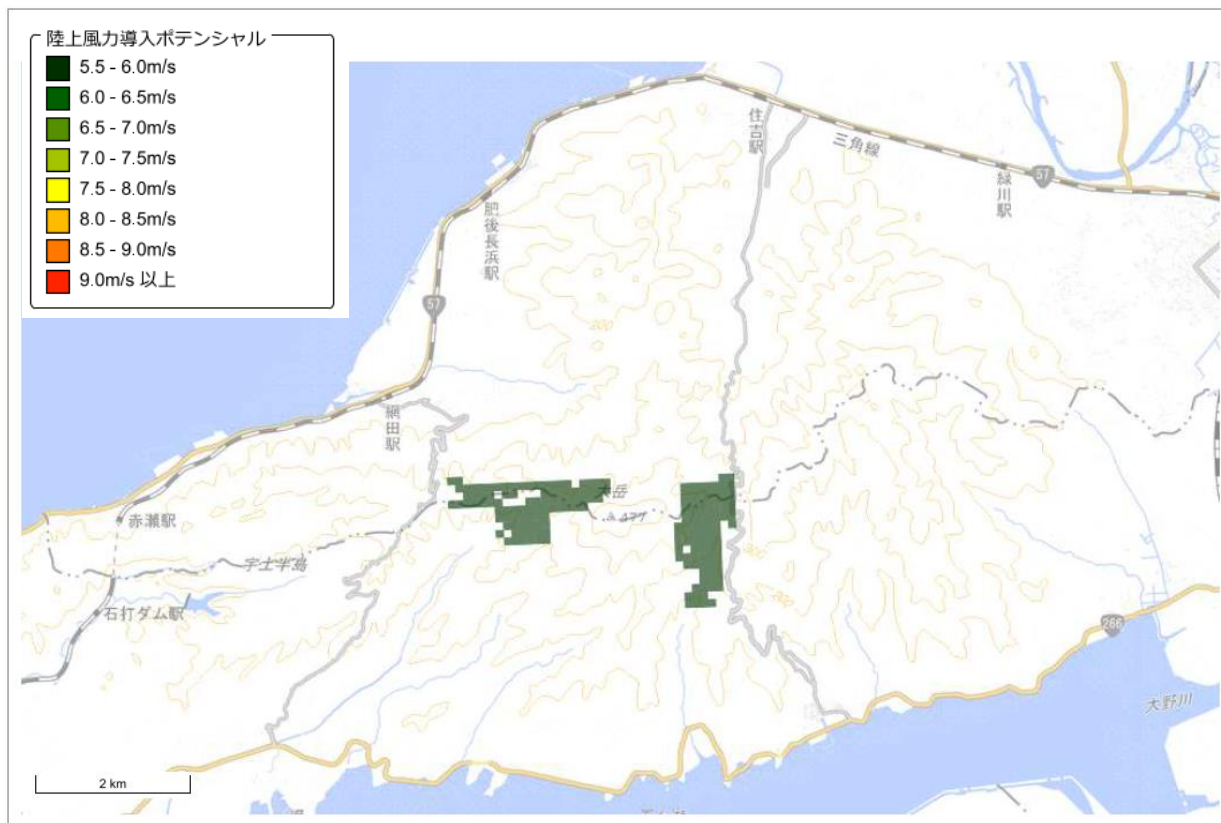 陸上風力導入ポテンシャル
5.5 - 6.0m/s
6.0 - 6.5m/s
6.5 - 7.0m/s
7.0 - 7.5m/s
7.5 - 8.0m/s
8.0 - 8.5m/s
8.5 - 9.0m/s
9.0m/s 以上
住吉駅
三角線
57
緑川駅
肥後長浜駅
57
200
網田駅
大岳
赤瀬駅
宇土半島
石打ダム駅
266
大野川
2 km